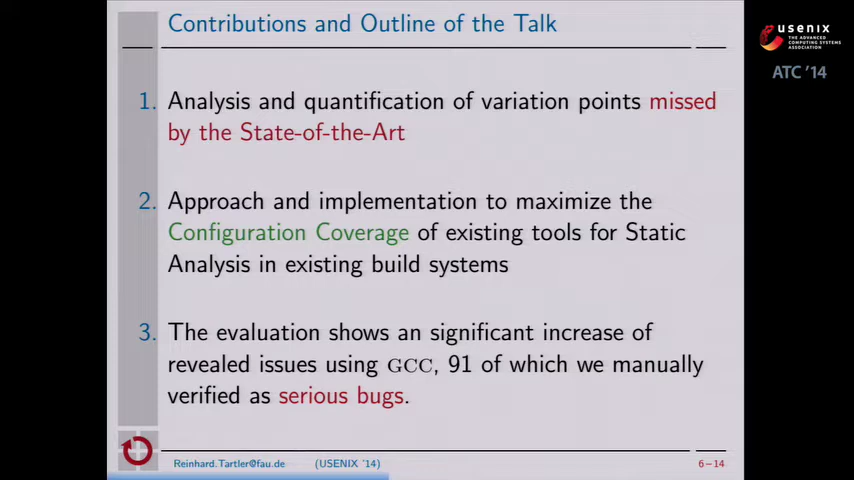 Contributions and Outline of the Talk
usenix
THE ADVANCED
COMPUTING SYSTEMS
ASSOCIATION
ATC '14
1. Analysis and quantification of variation points missed
by the State-of-the-Art
2. Approach and implementation to maximize the
Configuration Coverage of existing tools for Static
Analysis in existing build systems
3. The evaluation shows an significant increase of
revealed issues using GCC, 91 of which we manually
verified as serious bugs.
Reinhard.Tartler@fau.de (USENIX '14) 6–14